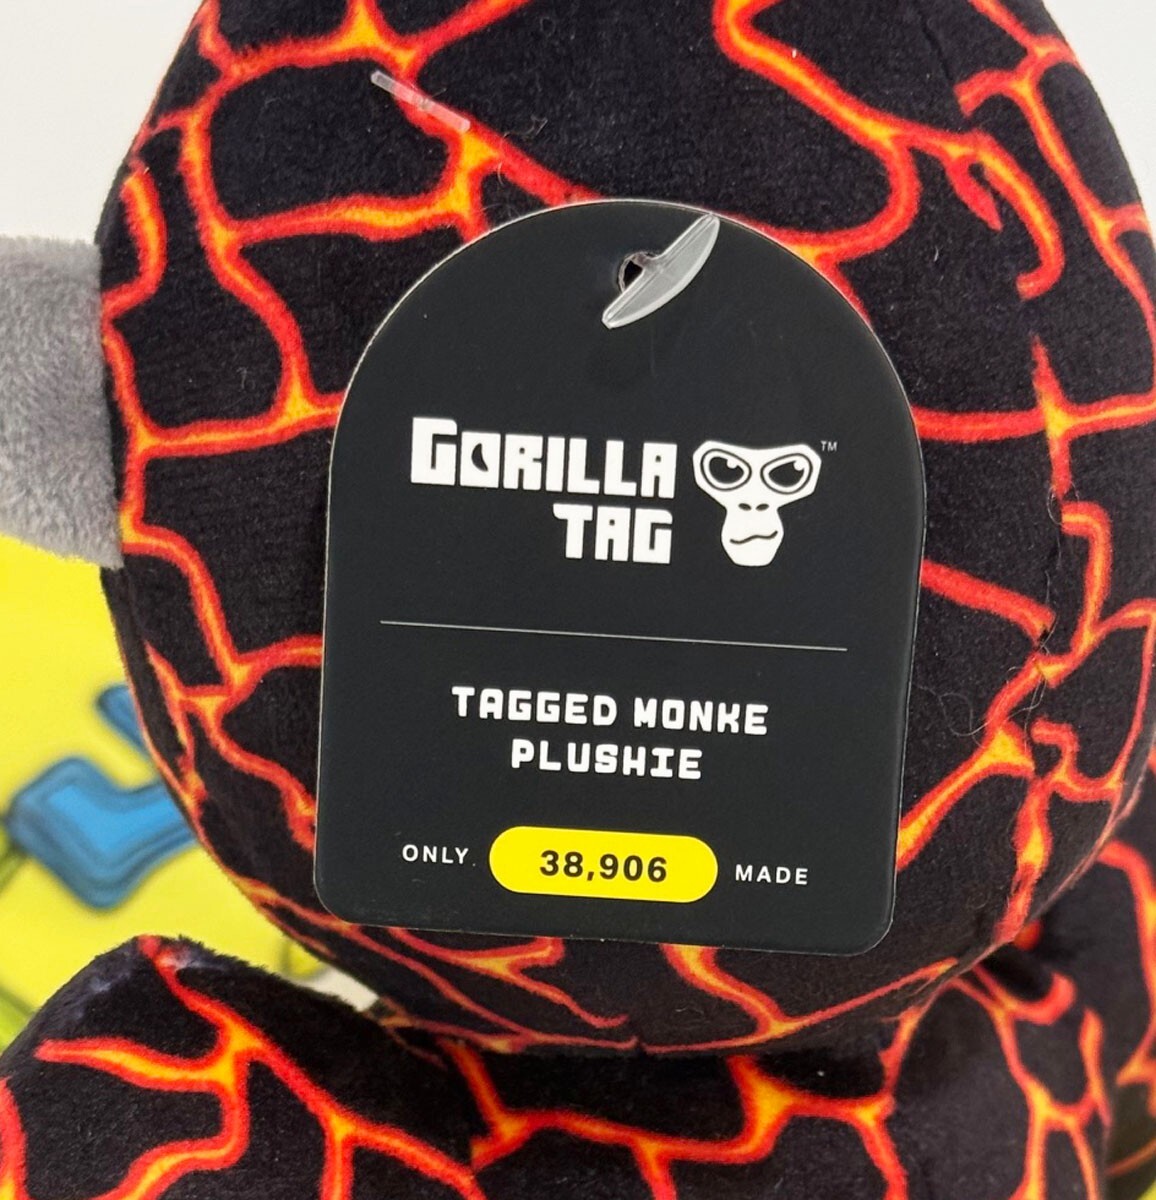 GORILLA
TAG
TM
TAGGED MONKE
PLUSHIE
ONLY 38,906 MADE